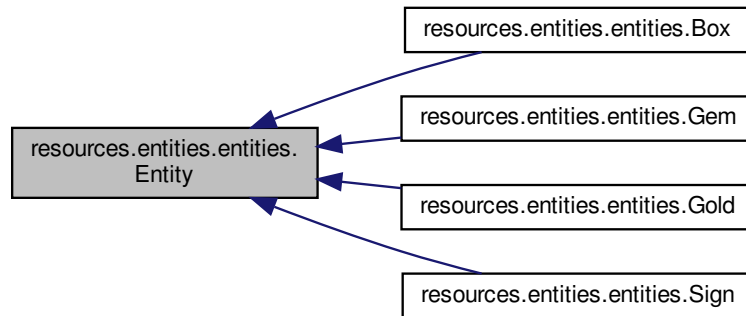 resources.entities.entities.Box
resources.entities.entities.Gem
resources.entities.entities.
Entity
resources.entities.entities.Gold
resources.entities.entities.Sign